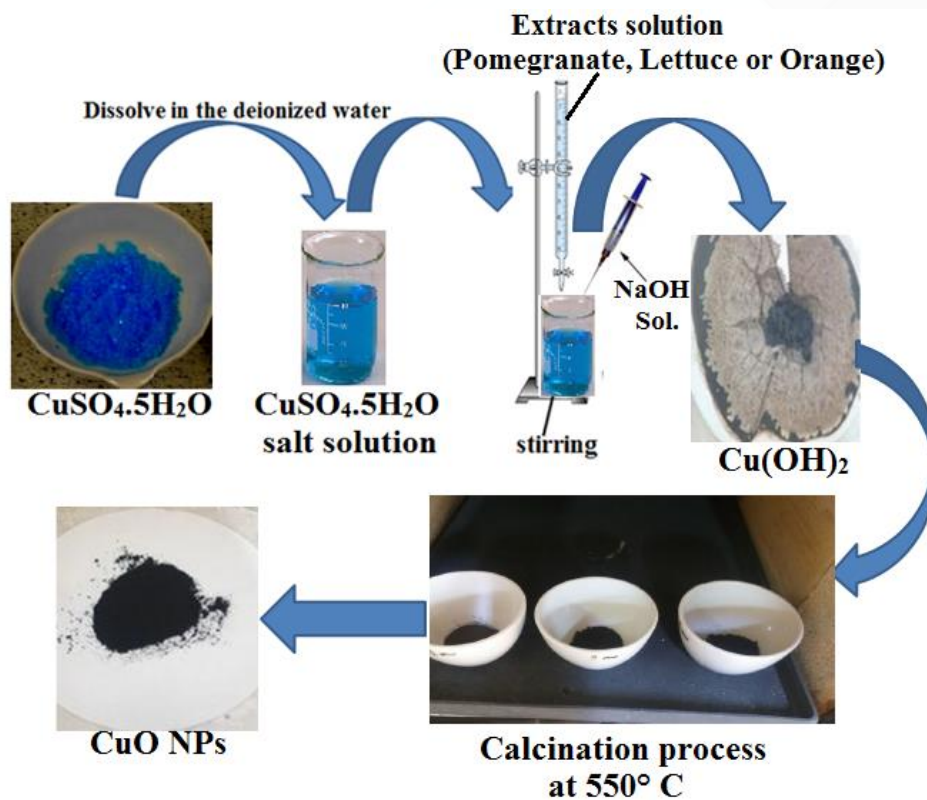 Extracts solution
(Pomegranate, Lettuce or Orange)
Dissolve in the deionized water
NaOH
Sol.
CuSO₄.5H₂O
CuSO₄.5H₂O
salt solution
stirring
Cu(OH)₂
CuO NPs
Calcination process
at 550° C